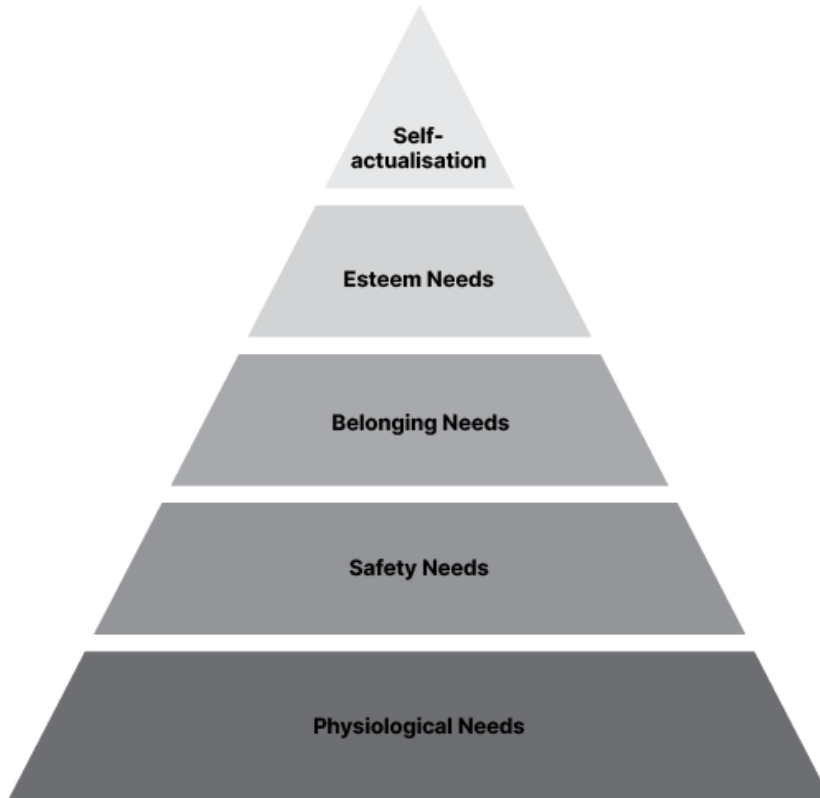 Self-
actualisation
Esteem Needs
Belonging Needs
Safety Needs
Physiological Needs